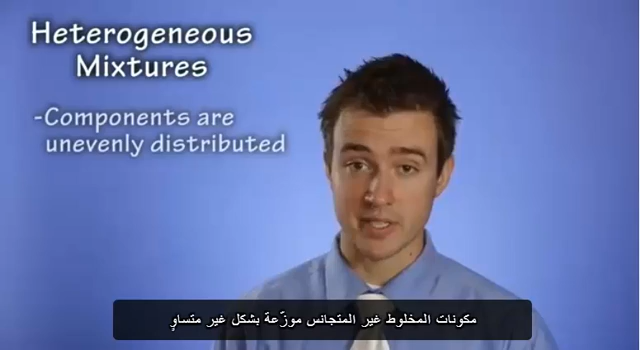 Heterogeneous
Mixtures
-Components are
unevenly distributed
مكونات المخلوط غير المتجانس موزّعة بشكل غير متساوٍ